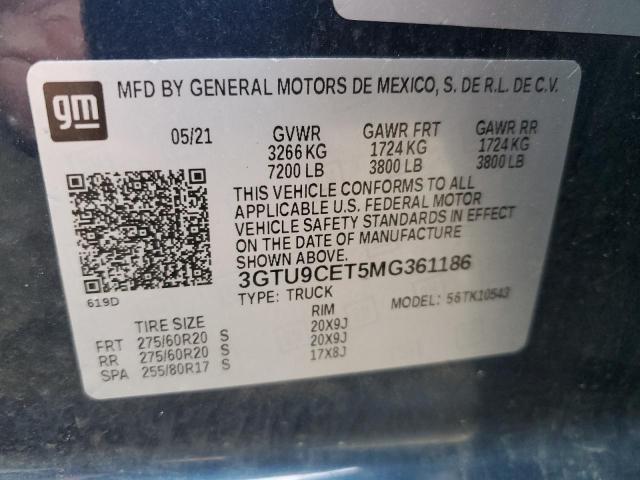 gm
MFD BY GENERAL MOTORS DE MEXICO, S. DE R.L. DE C.V.
05/21 GVWR GAWR FRT GAWR RR
3266 KG 1724 KG 1724 KG
7200 LB 3800 LB 3800 LB
THIS VEHICLE CONFORMS TO ALL
APPLICABLE U.S. FEDERAL MOTOR
VEHICLE SAFETY STANDARDS IN EFFECT
ON THE DATE OF MANUFACTURE
SHOWN ABOVE.
3GTU9CET5MG361186
619D
TYPE: TRUCK MODEL: 56TK10543
TIRE SIZE RIM
FRT 275/60R20 S 20X9J
RR 275/60R20 S 20X9J
SPA 255/80R17 S 17X8J